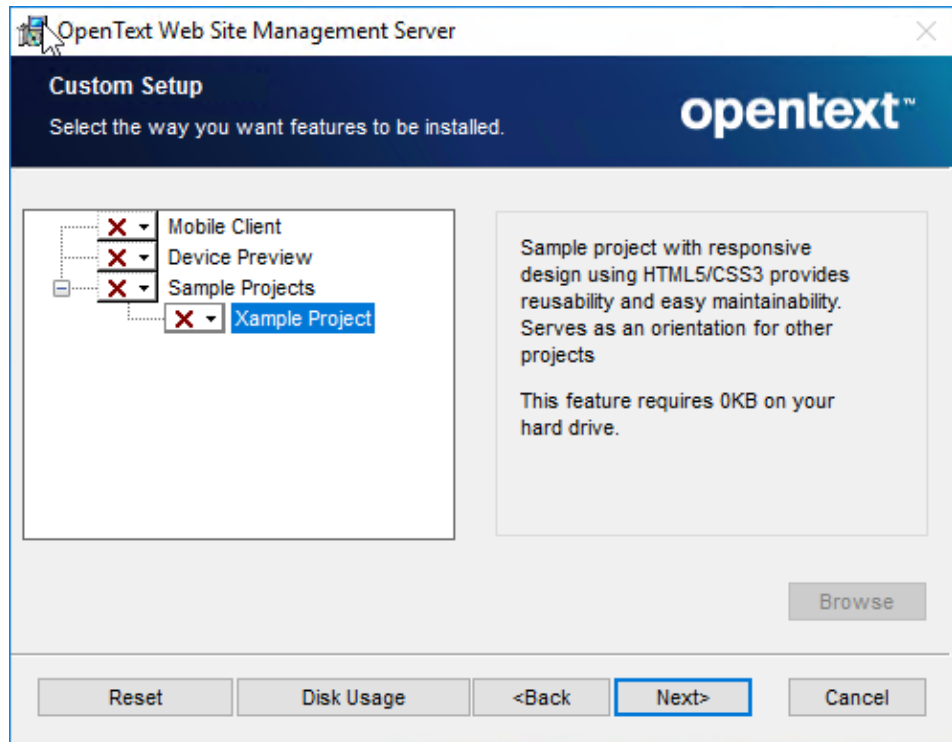 OpenText Web Site Management Server
Custom Setup
Select the way you want features to be installed.
opentext™
Mobile Client
Device Preview
Sample Projects
Xample Project
Sample project with responsive
design using HTML5/CSS3 provides
reusability and easy maintainability.
Serves as an orientation for other
projects
This feature requires 0KB on your
hard drive.
Browse
Reset
Disk Usage
<Back
Next>
Cancel